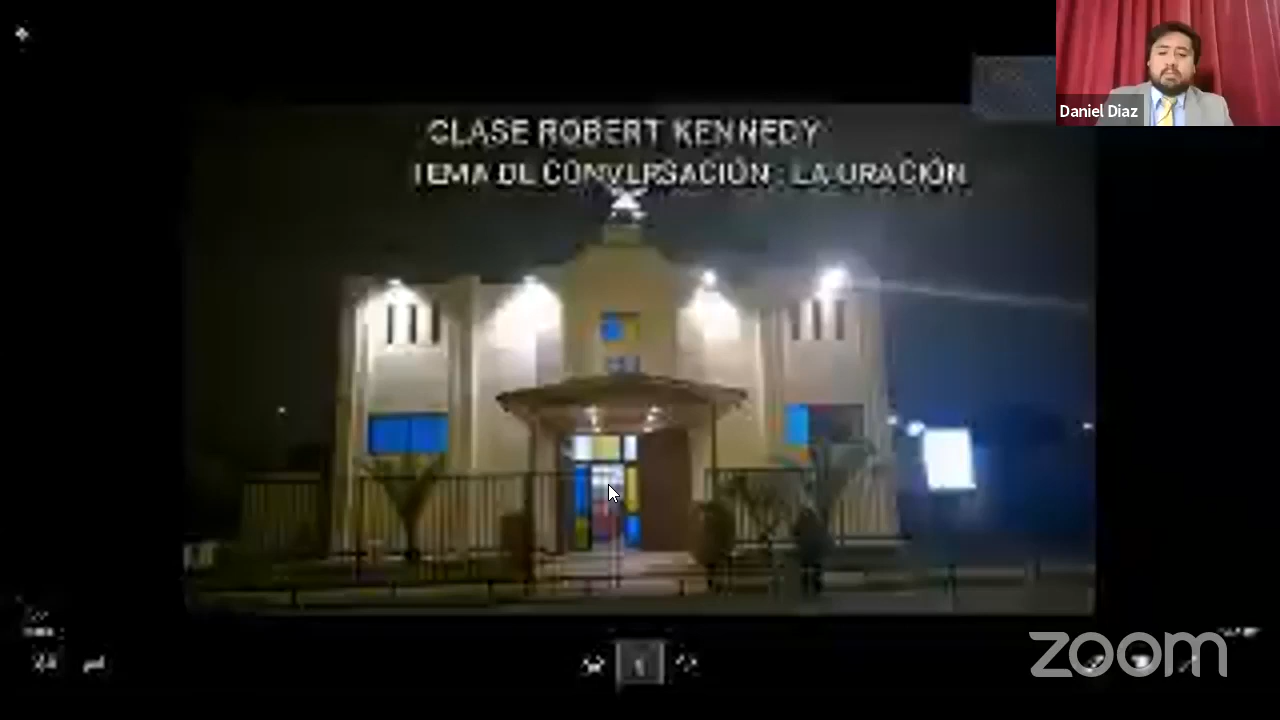 Daniel Diaz
CLASE ROBERT KENNEDY
TEMA DE CONVERSACIÓN : LA ORACIÓN
zoom